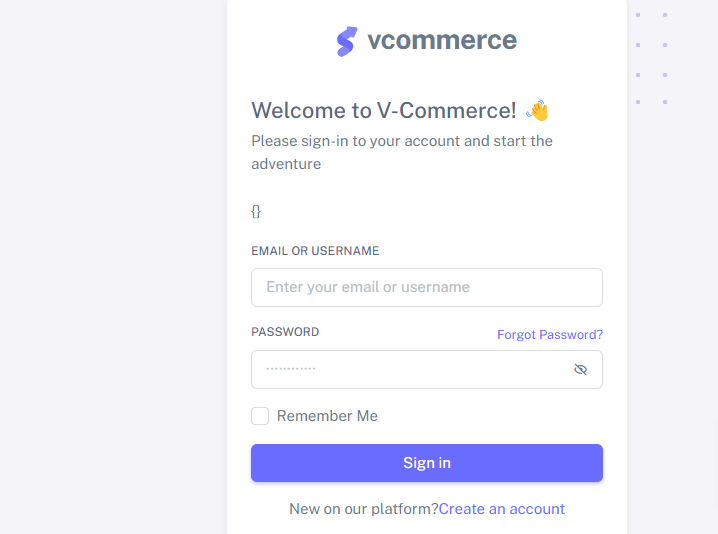 vcommerce
Welcome to V-Commerce! 👋
Please sign-in to your account and start the
adventure
{}
EMAIL OR USERNAME
Enter your email or username
PASSWORD
Forgot Password?
············
Remember Me
Sign in
New on our platform?Create an account